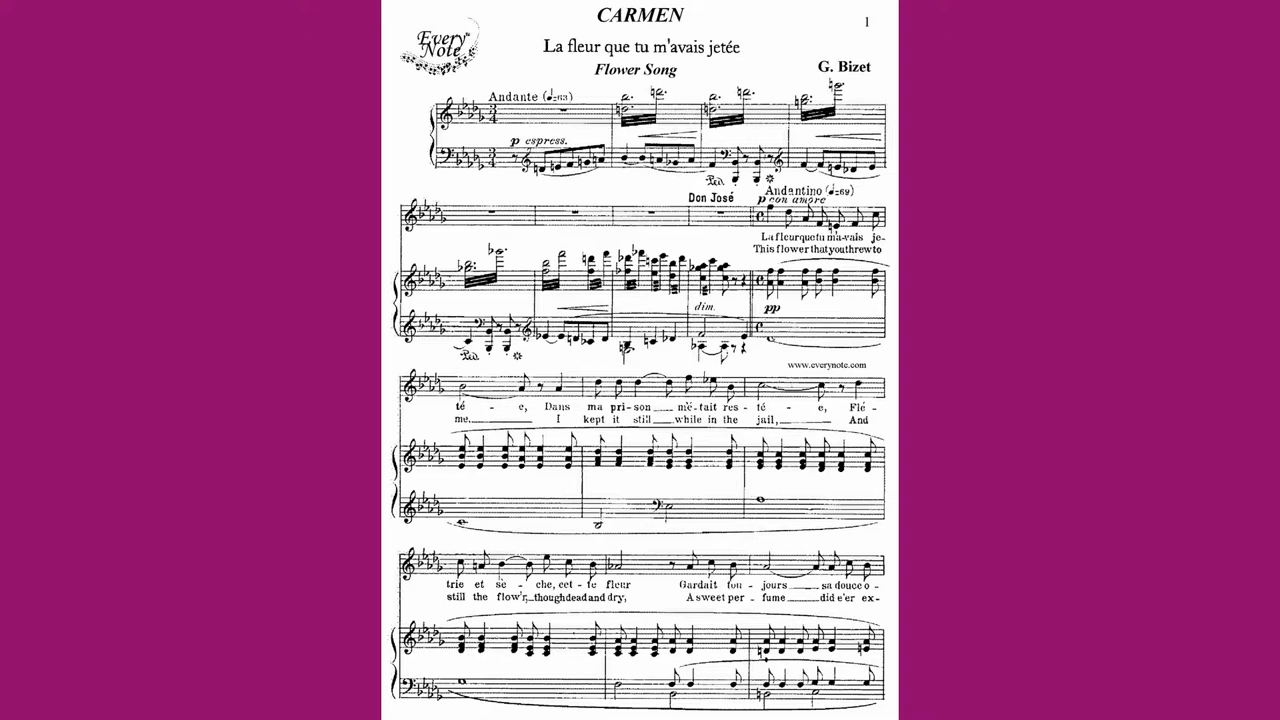 CARMEN
1
Every Note
La fleur que tu m'avais jetée
Flower Song
G. Bizet
Andante (♩=63)
p espress.
Ped
Don José
Andantino (♩=69)
p con amore
La fleur que tu m'a-vais je-
This flower that you threw to
dim.
pp
Ped
www.everynote.com
té - e, Dans ma pri-son m'é-tait res-té - e, Flé-
me. I kept it still while in the jail, And
trie et sè - che, cet - te fleur Gardait tou - jours sa douce o-
still the flow'r, though dead and dry, A sweet per - fume did e'er ex-